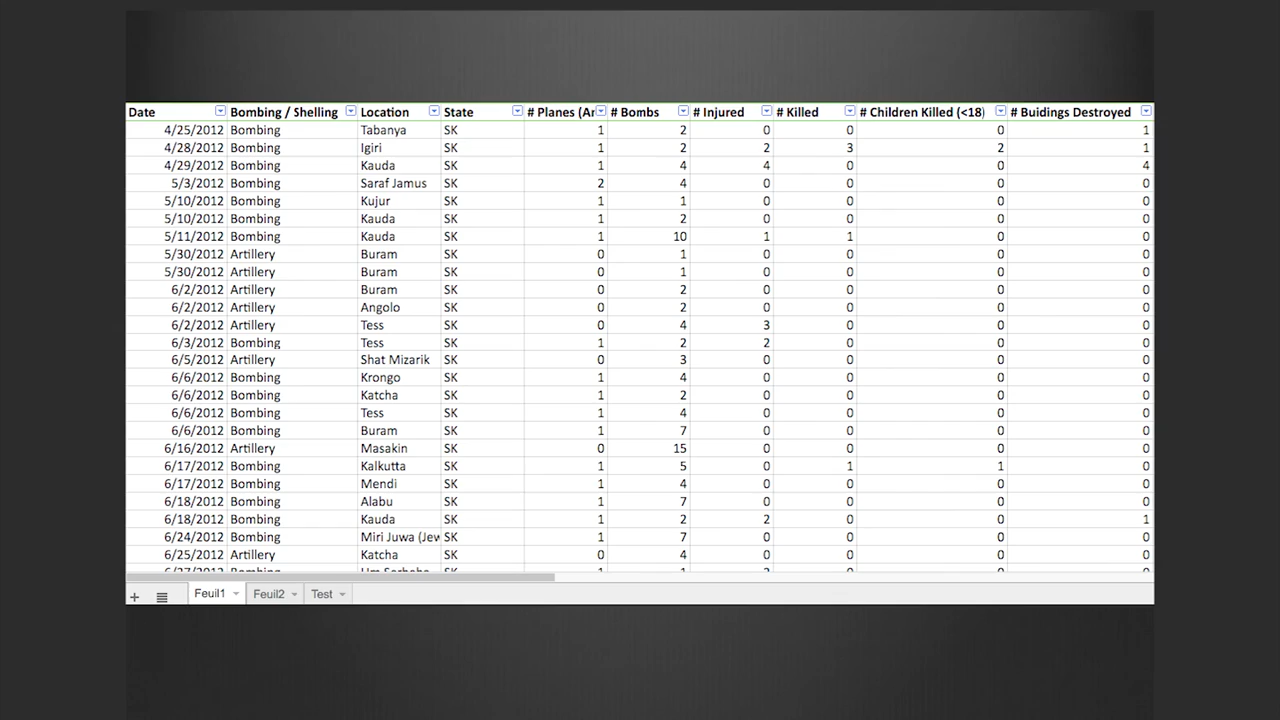 Date Bombing / Shelling Location State # Planes (An # Bombs # Injured # Killed # Children Killed (<18) # Buidings Destroyed
4/25/2012 Bombing Tabanya SK 1 2 0 0 0 1
4/28/2012 Bombing Igiri SK 1 2 2 3 2 1
4/29/2012 Bombing Kauda SK 1 4 4 0 0 4
5/3/2012 Bombing Saraf Jamus SK 2 4 0 0 0 0
5/10/2012 Bombing Kujur SK 1 1 0 0 0 0
5/10/2012 Bombing Kauda SK 1 2 0 0 0 0
5/11/2012 Bombing Kauda SK 1 10 1 1 0 0
5/30/2012 Artillery Buram SK 0 1 0 0 0 0
5/30/2012 Artillery Buram SK 0 1 0 0 0 0
6/2/2012 Artillery Buram SK 0 2 0 0 0 0
6/2/2012 Artillery Angolo SK 0 2 0 0 0 0
6/2/2012 Artillery Tess SK 0 4 3 0 0 0
6/3/2012 Bombing Tess SK 1 2 2 0 0 0
6/5/2012 Artillery Shat Mizarik SK 0 3 0 0 0 0
6/6/2012 Bombing Krongo SK 1 4 0 0 0 0
6/6/2012 Bombing Katcha SK 1 2 0 0 0 0
6/6/2012 Bombing Tess SK 1 4 0 0 0 0
6/6/2012 Bombing Buram SK 1 7 0 0 0 0
6/16/2012 Artillery Masakin SK 0 15 0 0 0 0
6/17/2012 Bombing Kalkutta SK 1 5 0 1 1 0
6/17/2012 Bombing Mendi SK 1 4 0 0 0 0
6/18/2012 Bombing Alabu SK 1 7 0 0 0 0
6/18/2012 Bombing Kauda SK 1 2 2 0 0 1
6/24/2012 Bombing Miri Juwa (Jew SK 1 7 0 0 0 0
6/25/2012 Artillery Katcha SK 0 4 0 0 0 0
6/27/2012 Bombing SK 1 1
Feuil1 Feuil2 Test